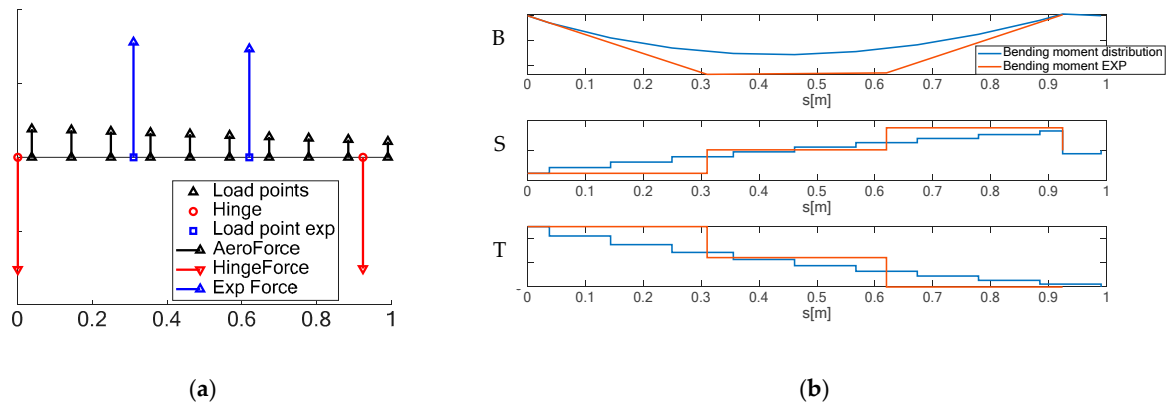 Load points
Hinge
Load point exp
AeroForce
HingeForce
Exp Force
0 0.2 0.4 0.6 0.8 1
(a)
B
Bending moment distribution
Bending moment EXP
0 0.1 0.2 0.3 0.4 0.5 0.6 0.7 0.8 0.9 1
s[m]
S
0 0.1 0.2 0.3 0.4 0.5 0.6 0.7 0.8 0.9 1
s[m]
T
-
0 0.1 0.2 0.3 0.4 0.5 0.6 0.7 0.8 0.9 1
s[m]
(b)